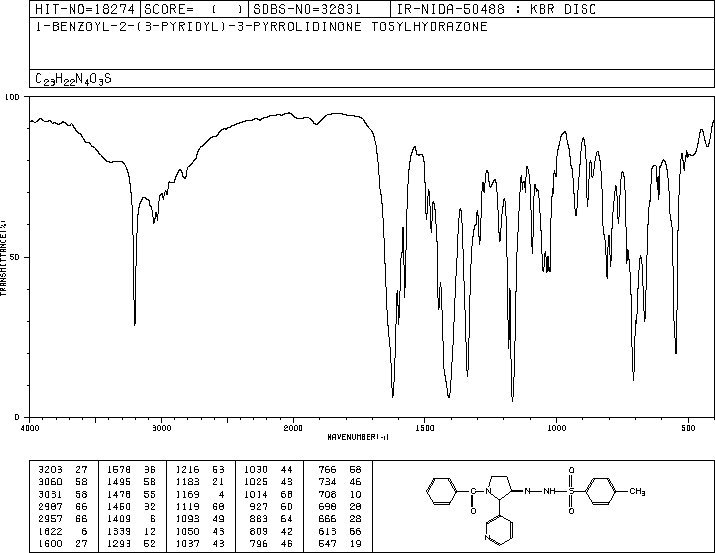 HIT-NO=18274 SCORE= ( ) SDBS-NO=32831 IR-NIDA-50488 : KBR DISC
1-BENZOYL-2-(3-PYRIDYL)-3-PYRROLIDINONE TOSYLHYDRAZONE
C23H22N4O3S
100
50
0
TRANSMITTANCE(%)
4000 3000 2000 1500 1000 500
WAVENUMBER(-1)
3203 27 1578 36 1216 53 1030 44 766 58
3060 58 1495 58 1183 21 1025 43 734 46
3031 58 1478 55 1169 4 1014 68 708 10
2987 66 1450 32 1119 68 927 60 698 28
2957 66 1409 6 1093 49 883 64 666 28
1622 6 1339 12 1050 43 809 42 613 66
1600 27 1293 52 1037 43 796 46 547 19
O
N
N NH S
CH3
C
O
O
N